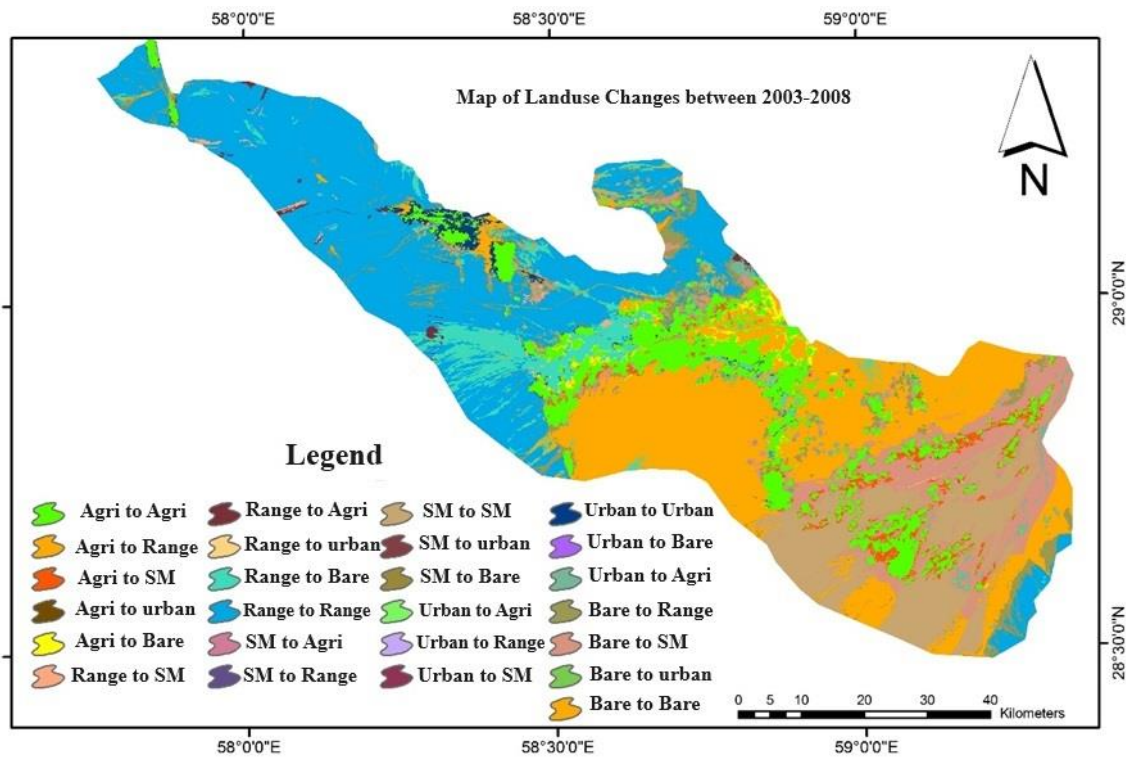 58°0'0"E 58°30'0"E 59°0'0"E
Map of Landuse Changes between 2003-2008
N
29°0'0"N
28°30'0"N
Legend
Agri to Agri
Agri to Range
Agri to SM
Agri to urban
Agri to Bare
Range to SM
Range to Agri
Range to urban
Range to Bare
Range to Range
SM to Agri
SM to Range
SM to SM
SM to urban
SM to Bare
Urban to Agri
Urban to Range
Urban to SM
Urban to Urban
Urban to Bare
Urban to Agri
Bare to Range
Bare to SM
Bare to urban
Bare to Bare
0 5 10 20 30 40
Kilometers
58°0'0"E 58°30'0"E 59°0'0"E